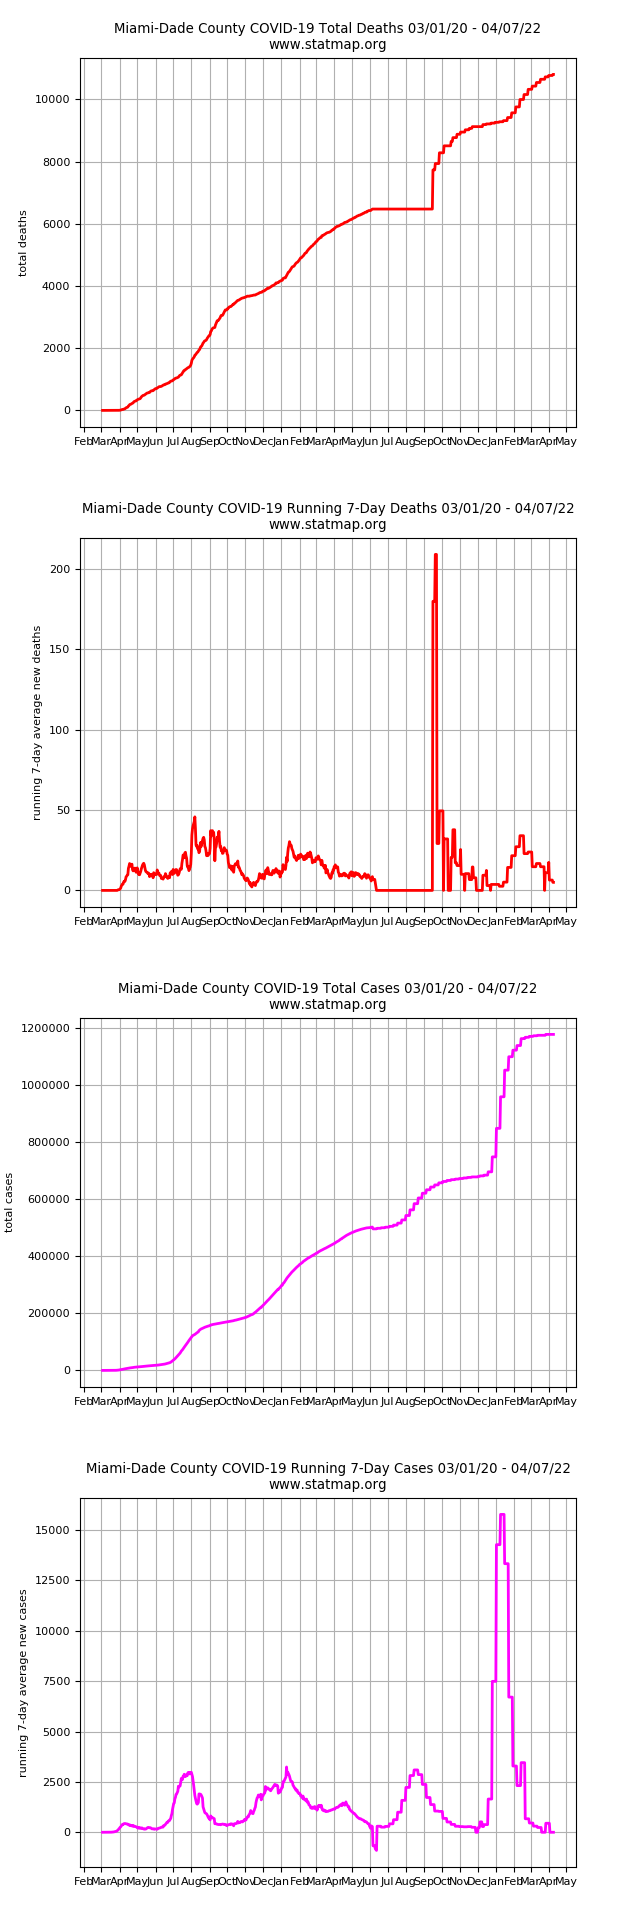 Miami-Dade County COVID-19 Total Deaths 03/01/20 - 04/07/22
www.statmap.org
10000
8000
6000
4000
2000
0
total deaths
Feb Mar Apr May Jun Jul Aug Sep Oct Nov Dec Jan Feb Mar Apr May Jun Jul Aug Sep Oct Nov Dec Jan Feb Mar Apr May
Miami-Dade County COVID-19 Running 7-Day Deaths 03/01/20 - 04/07/22
www.statmap.org
200
150
100
50
0
running 7-day average new deaths
Feb Mar Apr May Jun Jul Aug Sep Oct Nov Dec Jan Feb Mar Apr May Jun Jul Aug Sep Oct Nov Dec Jan Feb Mar Apr May
Miami-Dade County COVID-19 Total Cases 03/01/20 - 04/07/22
www.statmap.org
1200000
1000000
800000
600000
400000
200000
0
total cases
Feb Mar Apr May Jun Jul Aug Sep Oct Nov Dec Jan Feb Mar Apr May Jun Jul Aug Sep Oct Nov Dec Jan Feb Mar Apr May
Miami-Dade County COVID-19 Running 7-Day Cases 03/01/20 - 04/07/22
www.statmap.org
15000
12500
10000
7500
5000
2500
0
running 7-day average new cases
Feb Mar Apr May Jun Jul Aug Sep Oct Nov Dec Jan Feb Mar Apr May Jun Jul Aug Sep Oct Nov Dec Jan Feb Mar Apr May